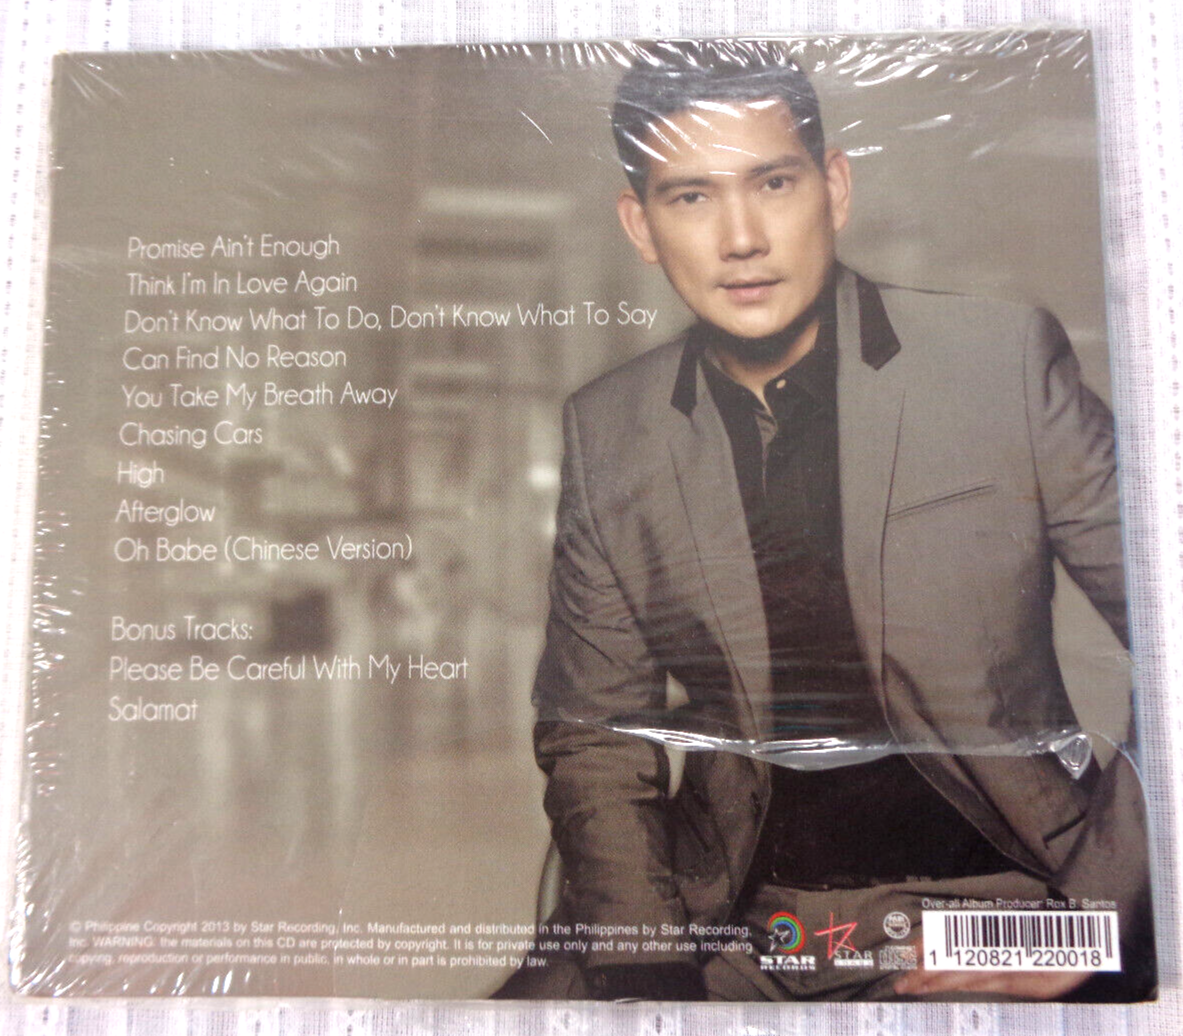 Promise Ain't Enough
Think I'm In Love Again
Don't Know What To Do, Don't Know What To Say
Can Find No Reason
You Take My Breath Away
Chasing Cars
High
Afterglow
Oh Babe (Chinese Version)
Bonus Tracks:
Please Be Careful With My Heart
Salamat
Over-all Album Producer: Rox B. Santos
© Philippine Copyright 2013 by Star Recording, Inc. Manufactured and distributed in the Philippines by Star Recording,
Inc. WARNING: the materials on this CD are protected by copyright. It is for private use only and any other use including
copying, reproduction or performance in public, in whole or in part is prohibited by law.
STAR
RECORDS
STAR
1 120821 220018